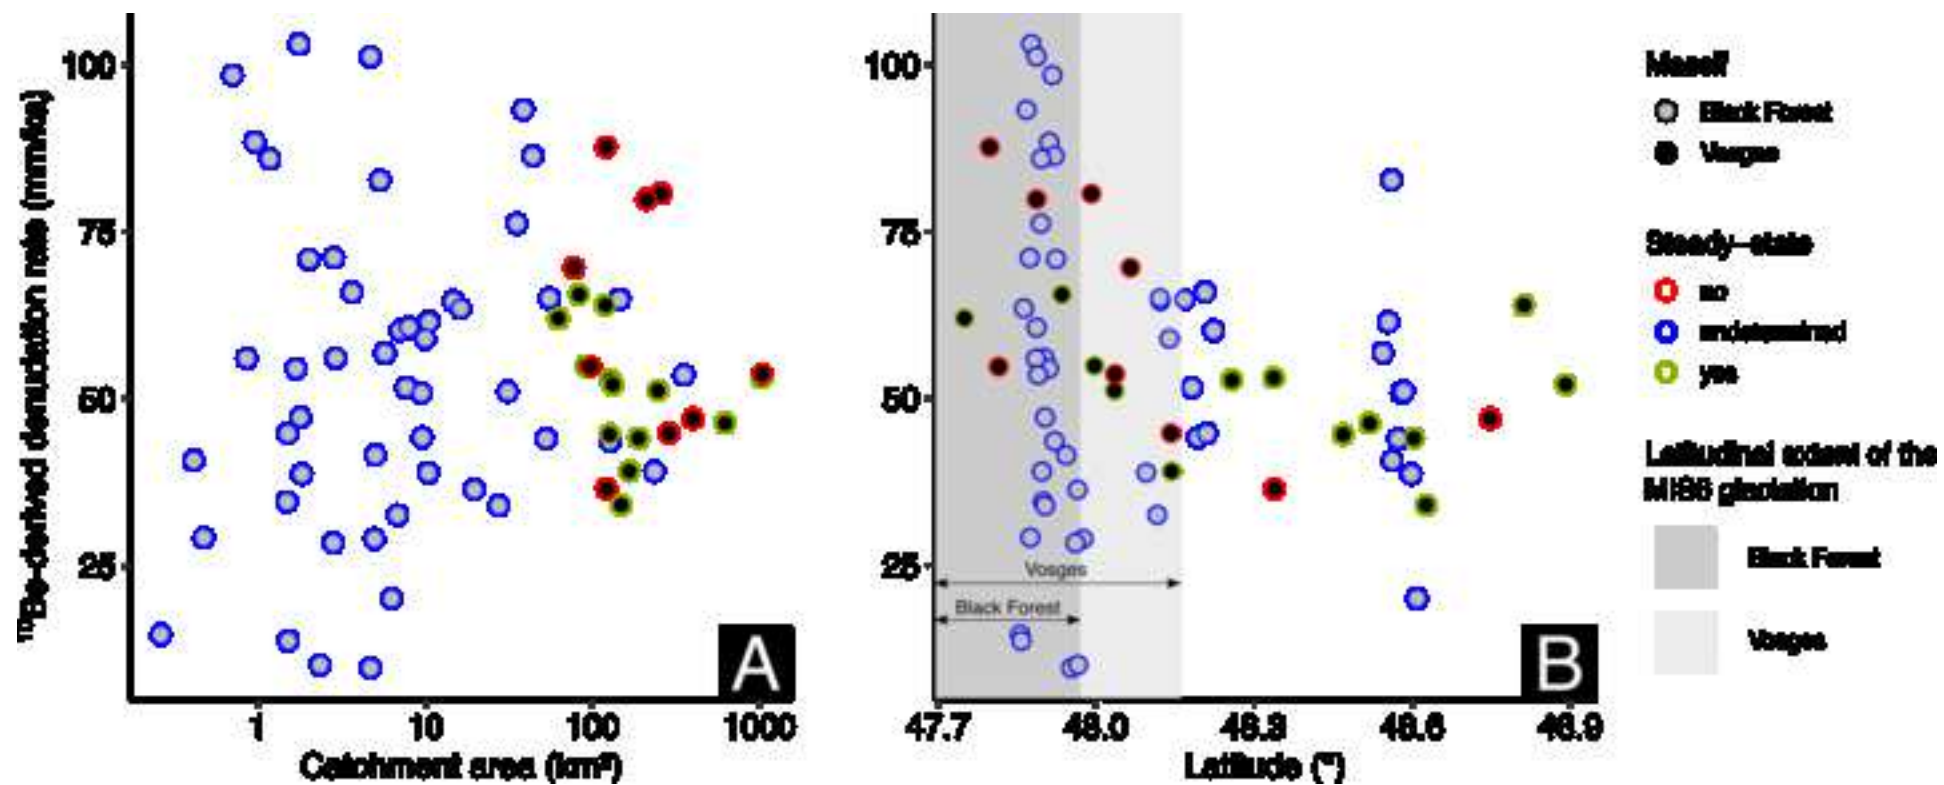 100
75
50
25
¹⁰Be-derived denudation rate (mm/ka)
1
10
100
1000
Catchment area (km²)
A
100
75
50
25
Vosges
Black Forest
47.7
48.0
48.3
48.6
48.9
Latitude (°)
B
Massif
Black Forest
Vosges
Steady-state
no
undetermined
yes
Latitudinal extent of the
MIS6 glaciation
Black Forest
Vosges